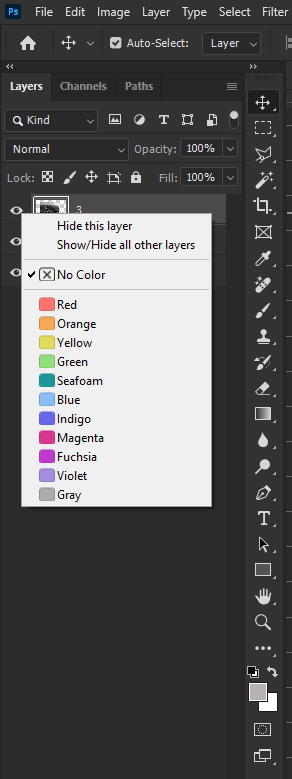 Ps File Edit Image Layer Type Select Filter
Auto-Select: Layer
Layers Channels Paths
Kind
Normal Opacity: 100%
Lock: Fill: 100%
3
Hide this layer
Show/Hide all other layers
No Color
Red
Orange
Yellow
Green
Seafoam
Blue
Indigo
Magenta
Fuchsia
Violet
Gray